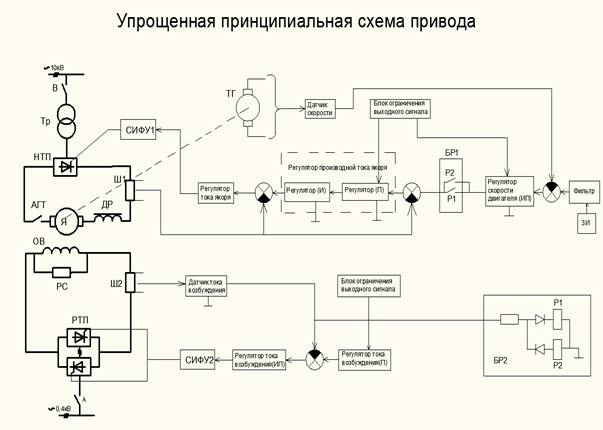 Упрощенная принципиальная схема привода
~10кВ
В
Тр
НТП
СИФУ1
ТГ
Датчик
скорости
Блок ограничения
выходного сигнала
Регулятор производной тока якоря
БР1
Р2
Р1
Ш1
АГТ
Я
ДР
Регулятор
тока якоря
Регулятор (И)
Регулятор (П)
Регулятор
скорости
двигателя (ИП)
Фильтр
ЗИ
ОВ
РС
Ш2
Датчик тока
возбуждения
Блок ограничения
выходного сигнала
РТП
СИФУ2
Регулятор тока
возбуждения(ИП)
Регулятор тока
возбуждения(П)
Р1
Р2
БР2
А
~0,4кВ